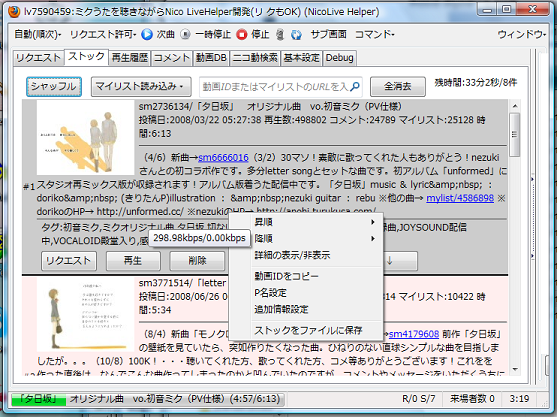 lv7590459:ミクうたを聴きながらNico LiveHelper開発(リクもOK) (NicoLive Helper)
自動(順次)▾ リクエスト許可▾ 次曲 一時停止 停止 サブ画面 コマンド▾ ウィンドウ▾
リクエスト ストック 再生履歴 コメント 動画DB ニコ動検索 基本設定 Debug
シャッフル マイリスト読み込み▾ 動画IDまたはマイリストのURLを入 全消去 残時間:33分2秒/8件
sm2736134/「夕日坂」 オリジナル曲 vo.初音ミク(PV仕様)
投稿日:2008/03/22 05:27:38 再生数:498802 コメント:24789 マイリスト:25128 時
間:6:13
(4/6) 新曲→sm6666016 (3/2) 30マソ!素敵に歌ってくれた人もありがとう!nezuki
さんとの初コラボ作です。多分letter songとセットな曲です。初アルバム「unformed」に
#1 スタジオ再ミックス版が収録されます!アルバム版着うた配信中です。「夕日坂」music & lyric&amp;nbsp; :
doriko&amp;nbsp; (きりたんP)illustration : &amp;nbsp;nezuki guitar : rebu ※他の曲→ mylist/4586898 ※
dorikoのHP→ http://unformed.cc/ ※nezukiのHP→ http://anohi.turukusa.com/
タグ:初音ミク,ミクオリジナル曲
曲,JOYSOUND配信
中,VOCALOID殿堂入り
298.98kbps/0.00kbps
リクエスト 再生 削除 ↓
昇順
降順
詳細の表示/非表示
動画IDをコピー
P名設定
追加情報設定
ストックをファイルに保存
sm3771514/「letter
投稿日:2008/06/26 0
814 マイリスト:10422 時
間:5:34
(8/4) 新曲「モノクロ
→sm4179608 前作「夕日坂」
の壁紙を見ていたら、突如作りたくなった曲。ひねりのない直球シンプルな曲を目指しま
したが。。。 (10/8) 100K!・・・聴いてくれた方、歌ってくれた方、コメ等ありがとうございます!これをを
「夕日坂」 オリジナル曲 vo.初音ミク(PV仕様) (4:57/6:13) R/0 S/7 来場者数 0 3:19